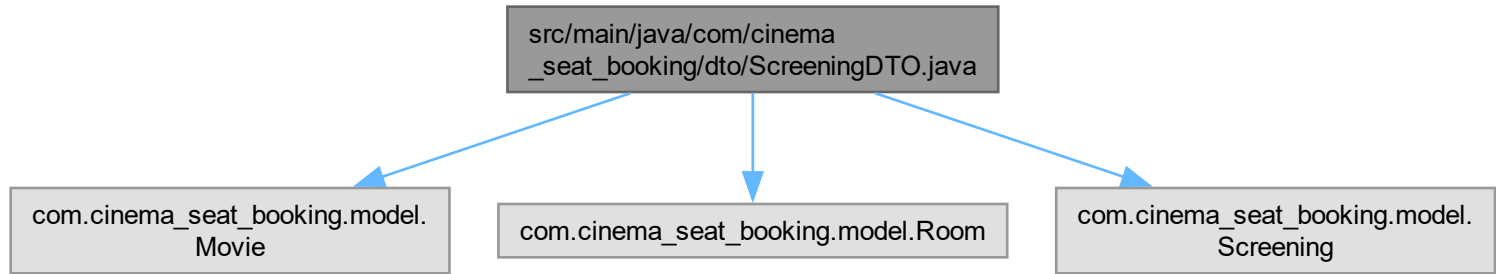 src/main/java/com/cinema
_seat_booking/dto/ScreeningDTO.java
com.cinema_seat_booking.model.
Movie
com.cinema_seat_booking.model.Room
com.cinema_seat_booking.model.
Screening